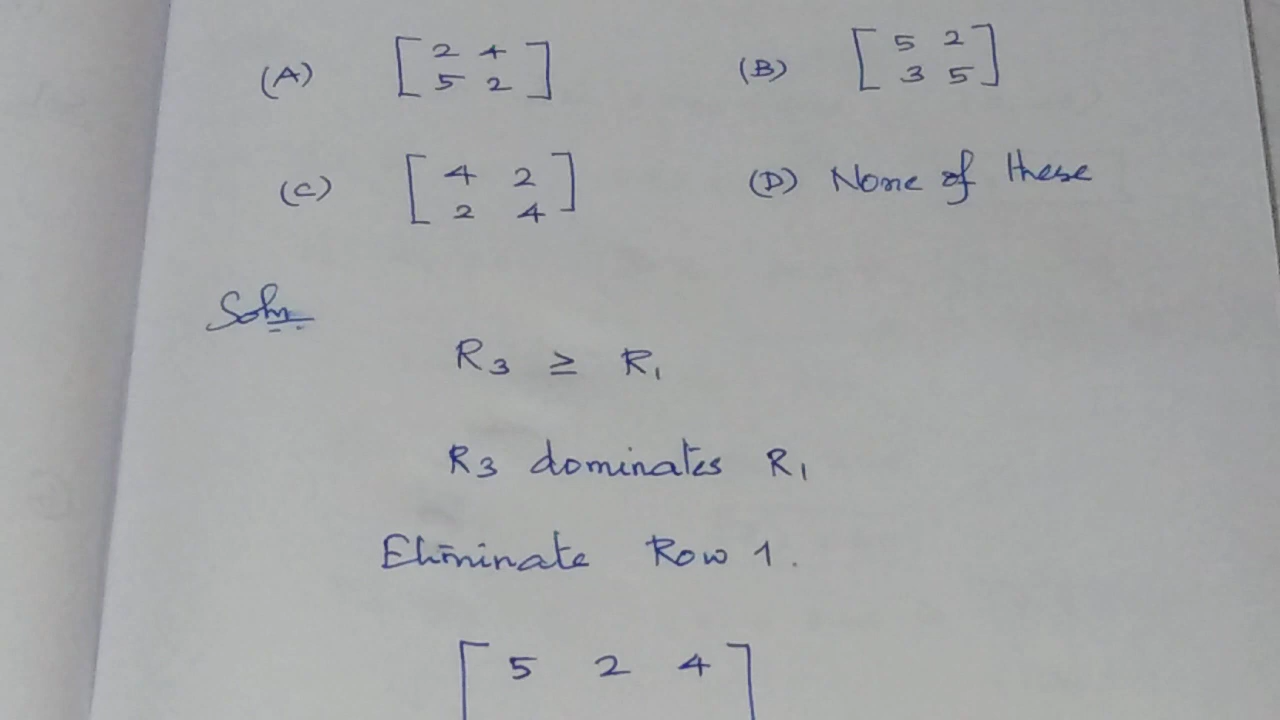 (A) [ 2 4 ] (B) [ 5 2 ]
5 2 3 5
(C) [ 4 2 ] (D) None of these
2 4
Soln.
R3 ≥ R1
R3 dominates R1
Eliminate Row 1.
[ 5 2 4 ]